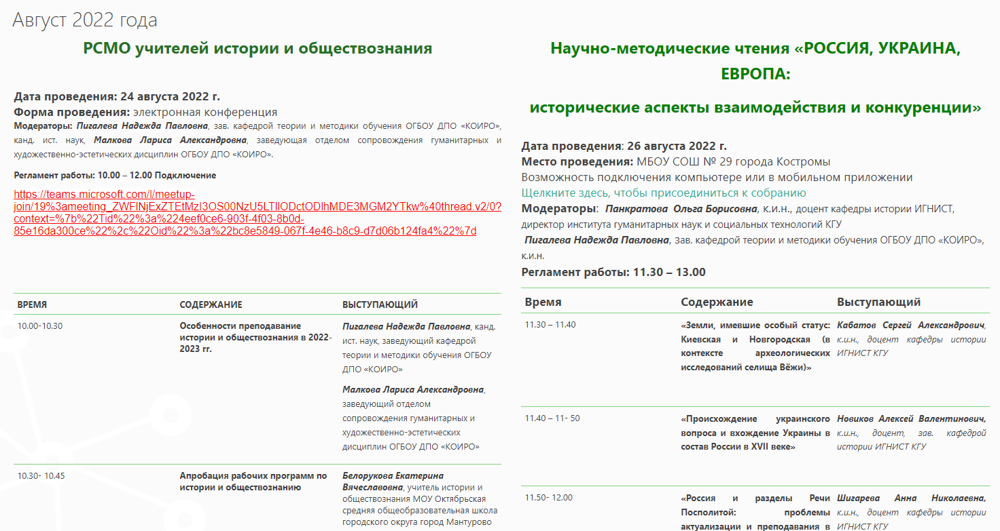 Август 2022 года
РСМО учителей истории и обществознания
Дата проведения: 24 августа 2022 г.
Форма проведения: электронная конференция
Модераторы: Пигалева Надежда Павловна, зав. кафедрой теории и методики обучения ОГБОУ ДПО «КОИРО»,
канд. ист. наук, Малкова Лариса Александровна, заведующая отделом сопровождения гуманитарных и
художественно-эстетических дисциплин ОГБОУ ДПО «КОИРО».
Регламент работы: 10.00 – 12.00 Подключение
https://teams.microsoft.com/l/meetup-
join/19%3ameeting_ZWFlNjExZTEtMzI3OS00NzU5LTllODctODlhMDE3MGM2YTkw%40thread.v2/0?
context=%7b%22Tid%22%3a%224eef0ce6-903f-4f03-8b0d-
85e16da300ce%22%2c%22Oid%22%3a%22bc8e5849-067f-4e46-b8c9-d7d06b124fa4%22%7d
ВРЕМЯ СОДЕРЖАНИЕ ВЫСТУПАЮЩИЙ
10.00-10.30
Особенности преподавание
истории и обществознания в 2022-
2023 гг.
Пигалева Надежда Павловна, канд.
ист. наук, заведующий кафедрой
теории и методики обучения ОГБОУ
ДПО «КОИРО»
Малкова Лариса Александровна,
заведующий отделом
сопровождения гуманитарных и
художественно-эстетических
дисциплин ОГБОУ ДПО «КОИРО»
10.30- 10.45
Апробация рабочих программ по
истории и обществознанию
Белорукова Екатерина
Вячеславовна, учитель истории и
обществознания МОУ Октябрьская
средняя общеобразовательная школа
городского округа город Мантурово
Научно-методические чтения «РОССИЯ, УКРАИНА,
ЕВРОПА:
исторические аспекты взаимодействия и конкуренции»
Дата проведения: 26 августа 2022 г.
Место проведения: МБОУ СОШ № 29 города Костромы
Возможность подключения компьютере или в мобильном приложении
Щелкните здесь, чтобы присоединиться к собранию
Модераторы: Панкратова Ольга Борисовна, к.и.н., доцент кафедры истории ИГНИСТ,
директор института гуманитарных наук и социальных технологий КГУ
Пигалева Надежда Павловна, зав. кафедрой теории и методики обучения ОГБОУ ДПО «КОИРО»,
к.и.н.
Регламент работы: 11.30 – 13.00
Время Содержание Выступающий
11.30 – 11.40
«Земли, имевшие особый статус:
Киевская и Новгородская (в
контексте археологических
исследований селища Вёжи)»
Кабатов Сергей Александрович,
к.и.н., доцент кафедры истории
ИГНИСТ КГУ
11.40 – 11- 50
«Происхождение украинского
вопроса и вхождение Украины в
состав России в XVII веке»
Новиков Алексей Валентинович,
к.и.н., доцент, зав. кафедрой
истории ИГНИСТ КГУ
11.50- 12.00
«Россия и разделы Речи
Посполитой: проблемы
актуализации и преподавания в
Шигарева Анна Николаевна,
к.и.н., доцент кафедры истории
ИГНИСТ КГУ